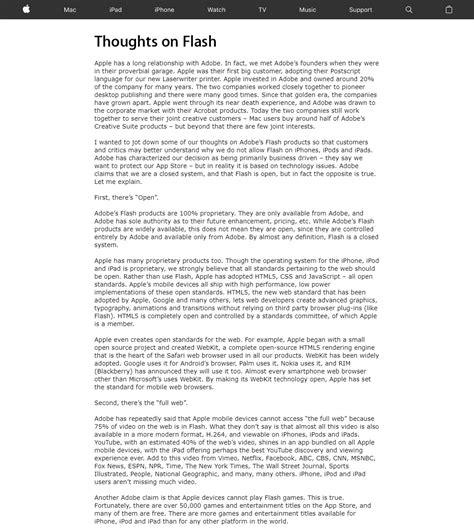 Mac iPad iPhone Watch TV Music Support
Thoughts on Flash
Apple has a long relationship with Adobe. In fact, we met Adobe's founders when they were
in their proverbial garage. Apple was their first big customer, adopting their Postscript
language for our new Laserwriter printer. Apple invested in Adobe and owned around 20%
of the company for many years. The two companies worked closely together to pioneer
desktop publishing and there were many good times. Since that golden era, the companies
have grown apart. Apple went through its near death experience, and Adobe was drawn to
the corporate market with their Acrobat products. Today the two companies still work
together to serve their joint creative customers – Mac users buy around half of Adobe's
Creative Suite products – but beyond that there are few joint interests.
I wanted to jot down some of our thoughts on Adobe's Flash products so that customers
and critics may better understand why we do not allow Flash on iPhones, iPods and iPads.
Adobe has characterized our decision as being primarily business driven – they say we
want to protect our App Store – but in reality it is based on technology issues. Adobe
claims that we are a closed system, and that Flash is open, but in fact the opposite is true.
Let me explain.
First, there's "Open".
Adobe's Flash products are 100% proprietary. They are only available from Adobe, and
Adobe has sole authority as to their future enhancement, pricing, etc. While Adobe's Flash
products are widely available, this does not mean they are open, since they are controlled
entirely by Adobe and available only from Adobe. By almost any definition, Flash is a closed
system.
Apple has many proprietary products too. Though the operating system for the iPhone, iPod
and iPad is proprietary, we strongly believe that all standards pertaining to the web should
be open. Rather than use Flash, Apple has adopted HTML5, CSS and JavaScript – all open
standards. Apple's mobile devices all ship with high performance, low power
implementations of these open standards. HTML5, the new web standard that has been
adopted by Apple, Google and many others, lets web developers create advanced graphics,
typography, animations and transitions without relying on third party browser plug-ins (like
Flash). HTML5 is completely open and controlled by a standards committee, of which Apple
is a member.
Apple even creates open standards for the web. For example, Apple began with a small
open source project and created WebKit, a complete open-source HTML5 rendering engine
that is the heart of the Safari web browser used in all our products. WebKit has been widely
adopted. Google uses it for Android's browser, Palm uses it, Nokia uses it, and RIM
(Blackberry) has announced they will use it too. Almost every smartphone web browser
other than Microsoft's uses WebKit. By making its WebKit technology open, Apple has set
the standard for mobile web browsers.
Second, there's the "full web".
Adobe has repeatedly said that Apple mobile devices cannot access "the full web" because
75% of video on the web is in Flash. What they don't say is that almost all this video is also
available in a more modern format, H.264, and viewable on iPhones, iPods and iPads.
YouTube, with an estimated 40% of the web's video, shines in an app bundled on all Apple
mobile devices, with the iPad offering perhaps the best YouTube discovery and viewing
experience ever. Add to this video from Vimeo, Netflix, Facebook, ABC, CBS, CNN, MSNBC,
Fox News, ESPN, NPR, Time, The New York Times, The Wall Street Journal, Sports
Illustrated, People, National Geographic, and many, many others. iPhone, iPod and iPad
users aren't missing much video.
Another Adobe claim is that Apple devices cannot play Flash games. This is true.
Fortunately, there are over 50,000 games and entertainment titles on the App Store, and
many of them are free. There are more games and entertainment titles available for
iPhone, iPod and iPad than for any other platform in the world.